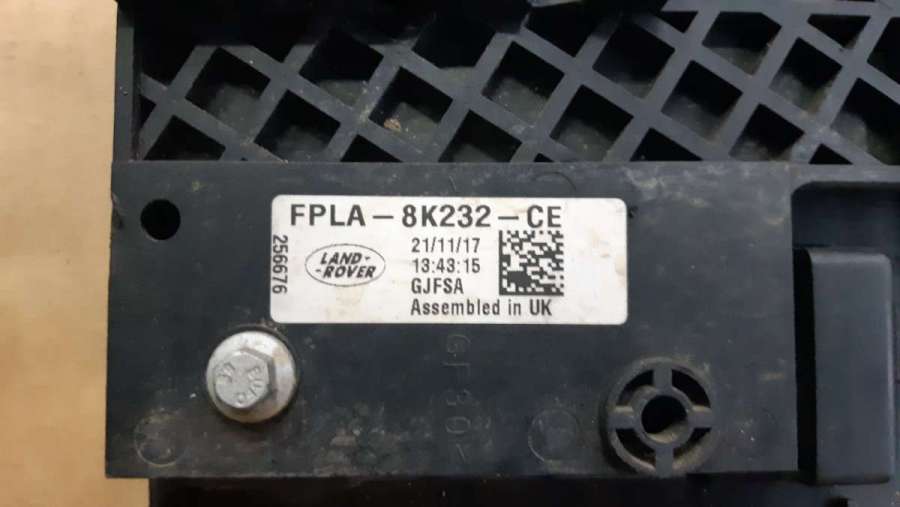 FPLA-8K232-CE
256676
LAND-
-ROVER
21/11/17
13:43:15
GJFSA
Assembled in UK